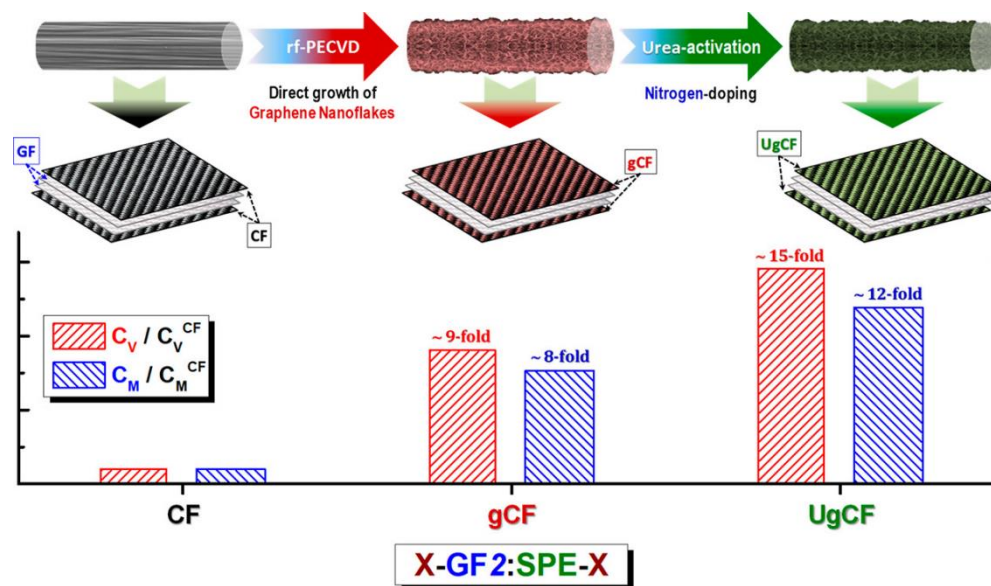 rf-PECVD
Urea-activation
Direct growth of
Graphene Nanoflakes
Nitrogen-doping
GF
CF
gCF
UgCF
~ 15-fold
~ 12-fold
~ 9-fold
~ 8-fold
C_V / C_V^CF
C_M / C_M^CF
CF
gCF
UgCF
X-GF2:SPE-X